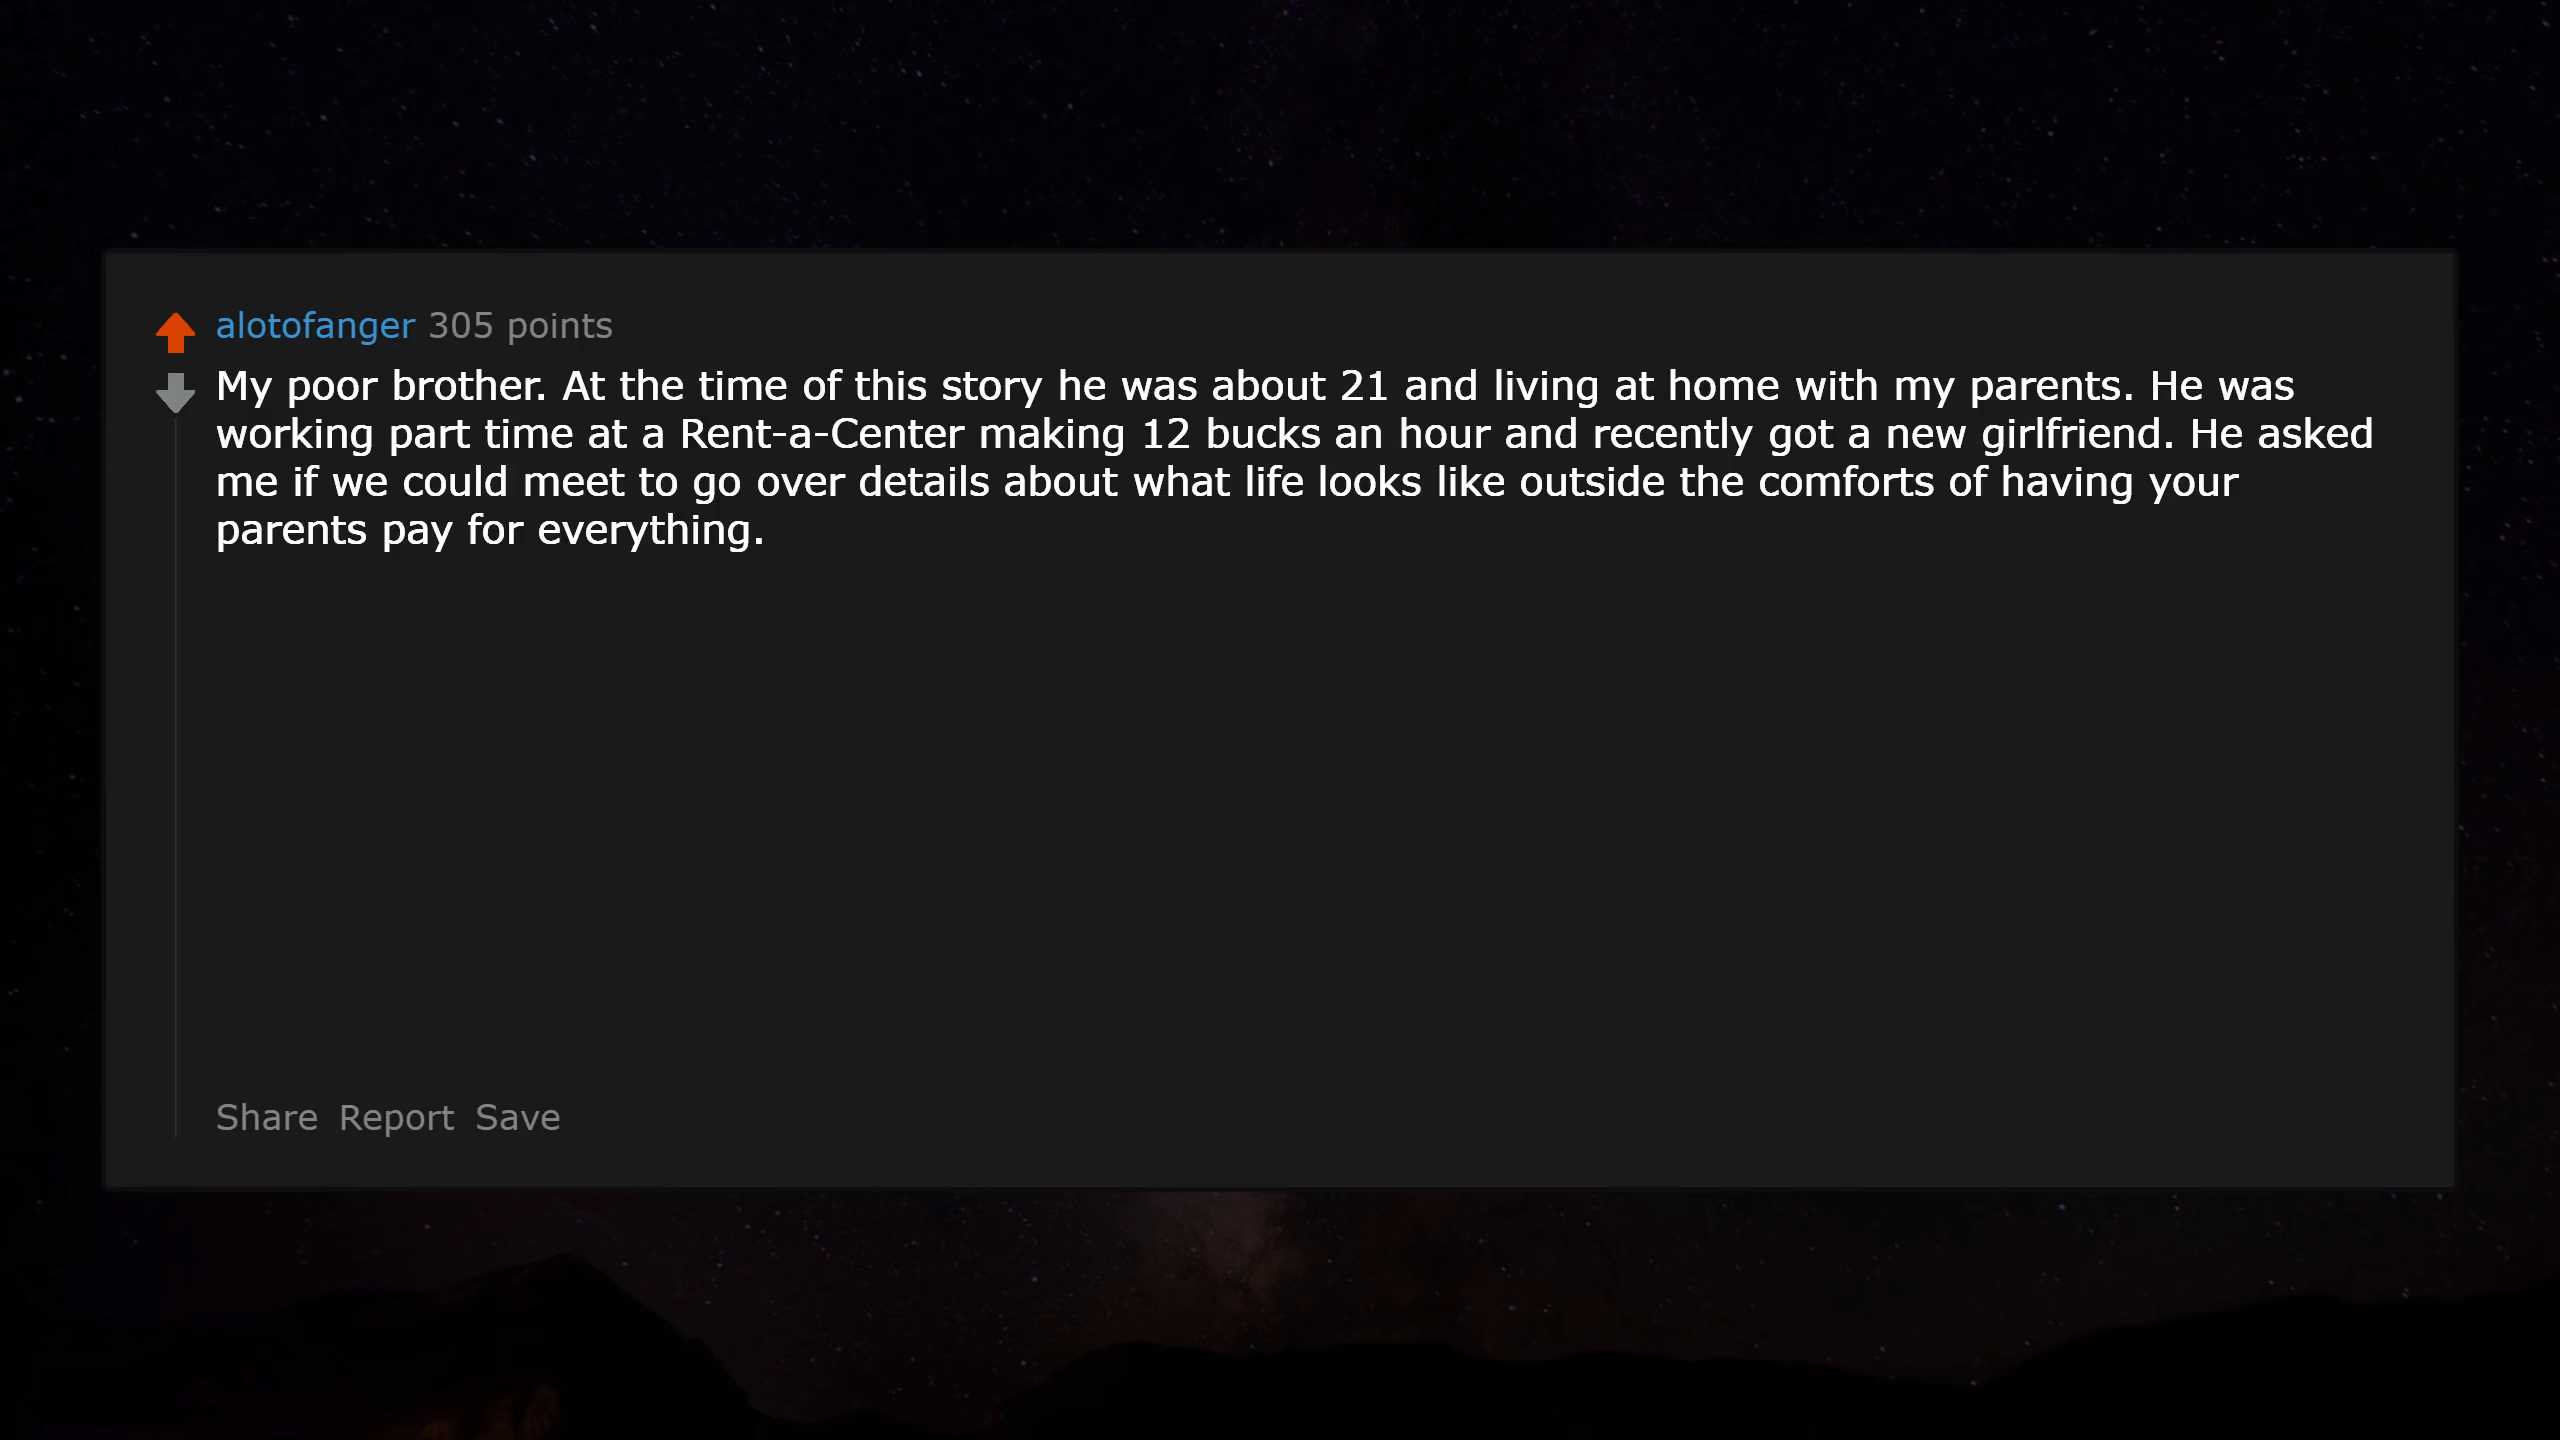 alotofanger 305 points
My poor brother. At the time of this story he was about 21 and living at home with my parents. He was
working part time at a Rent-a-Center making 12 bucks an hour and recently got a new girlfriend. He asked
me if we could meet to go over details about what life looks like outside the comforts of having your
parents pay for everything.
Share Report Save